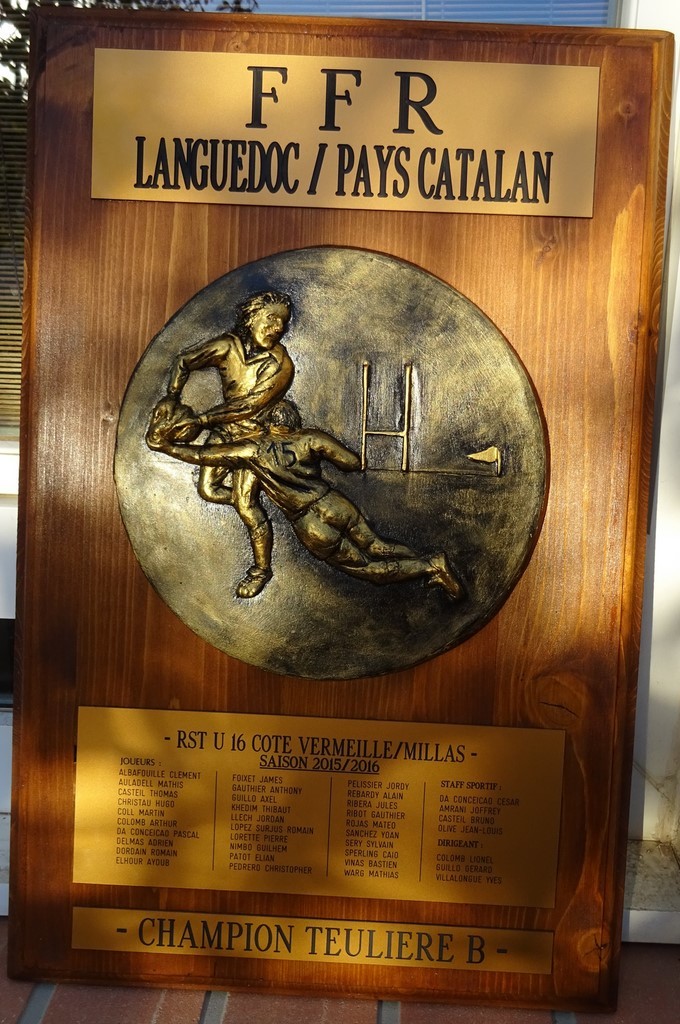 FFR
LANGUEDOC / PAYS CATALAN
15
- RST U 16 COTE VERMEILLE/MILLAS -
SAISON 2015/2016
JOUEURS :
ALBAFOUILLE CLEMENT
AULADELL MATHIS
CASTEIL THOMAS
CHRISTAU HUGO
COLL MARTIN
COLOMB ARTHUR
DA CONCEICAO PASCAL
DELMAS ADRIEN
DORDAIN ROMAIN
ELHOUR AYOUB
FOIXET JAMES
GAUTHIER ANTHONY
GUILLO AXEL
KHEDIM THIBAUT
LLECH JORDAN
LOPEZ SURJUS ROMAIN
LORETTE PIERRE
NIMBO GUILHEM
PATOT ELIAN
PEDRERO CHRISTOPHER
PELISSIER JORDY
REBARDY ALAIN
RIBERA JULES
RIBOT GAUTHIER
ROJAS MATEO
SANCHEZ YOAN
SERY SYLVAIN
SPERLING CAIO
VINAS BASTIEN
WARG MATHIAS
STAFF SPORTIF :
DA CONCEICAO CESAR
AMRANI JOFFREY
CASTEIL BRUNO
OLIVE JEAN-LOUIS
DIRIGEANT :
COLOMB LIONEL
GUILLO BERARD
VILLALONGUE YVES
- CHAMPION TEULIERE B -